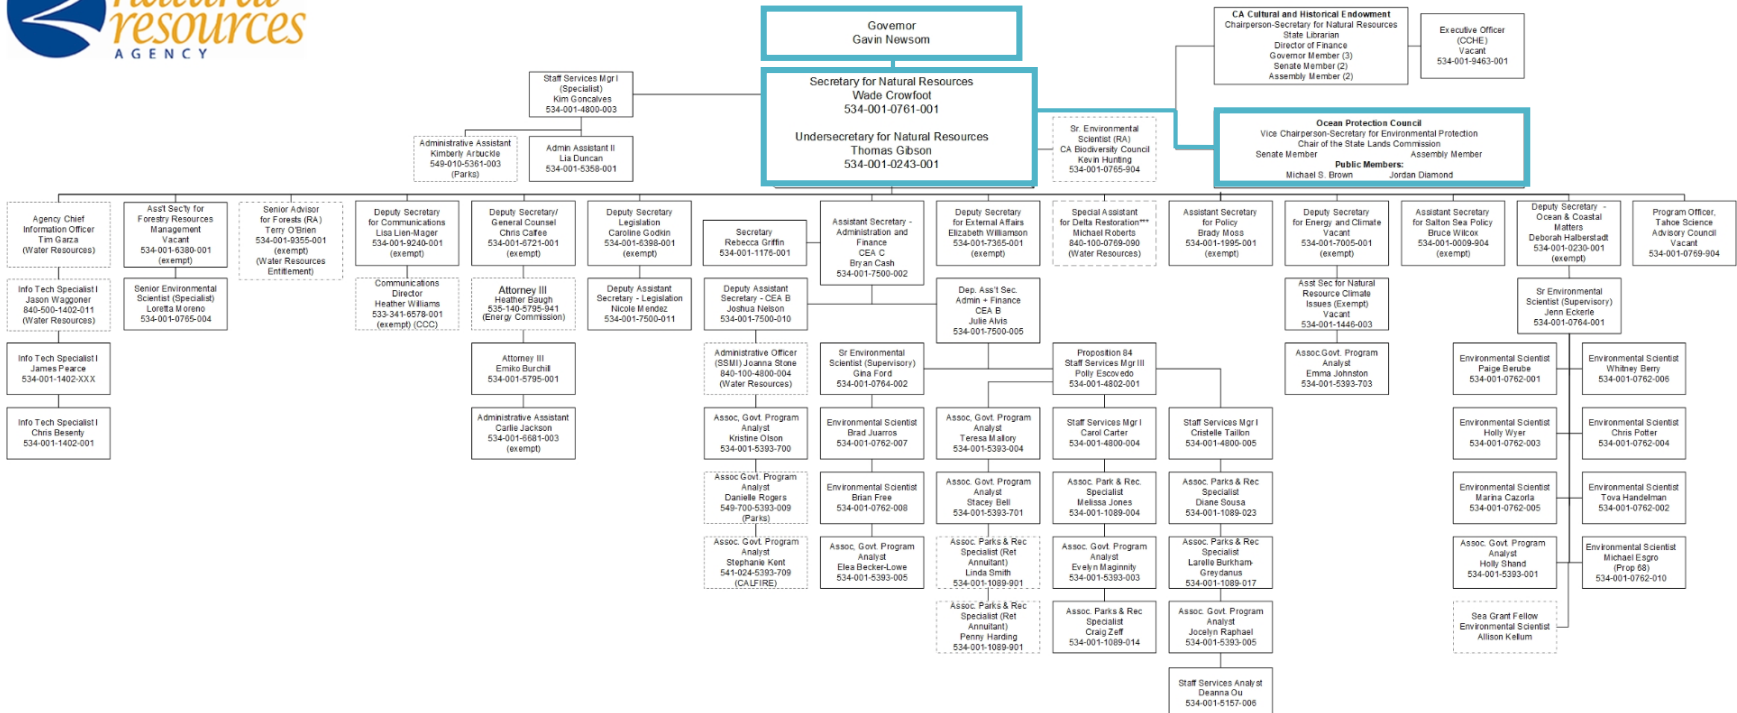 natural
resources
AGENCY
Governor
Gavin Newsom
Secretary for Natural Resources
Wade Crowfoot
534-001-0761-001
Undersecretary for Natural Resources
Thomas Gibson
534-001-0243-001
CA Cultural and Historical Endowment
Chairperson-Secretary for Natural Resources
State Librarian
Director of Finance
Governor Member (3)
Senate Member (2)
Assembly Member (2)
Executive Officer
(CCHE)
Vacant
534-001-9463-001
Staff Services Mgr I
(Specialist)
Kim Goncalves
534-001-4800-003
Administrative Assistant
Kimberly Arbuckle
549-010-5361-003
(Parks)
Admin Assistant II
Lia Duncan
534-001-5358-001
Sr. Environmental
Scientist (RA)
CA Biodiversity Council
Kevin Hunting
534-001-0765-904
Ocean Protection Council
Vice Chairperson-Secretary for Environmental Protection
Chair of the State Lands Commission
Senate Member Assembly Member
Public Members:
Michael S. Brown Jordan Diamond
Agency Chief
Information Officer
Tim Garza
(Water Resources)
Ass't Sec'ty for
Forestry Resources
Management
Vacant
534-001-6380-001
(exempt)
Senior Advisor
for Forests (RA)
Terry O'Brien
534-001-9355-001
(exempt)
(Water Resources
Entitlement)
Deputy Secretary
for Communications
Lisa Lien-Mager
534-001-9240-001
(exempt)
Deputy Secretary/
General Counsel
Chris Calfee
534-001-6721-001
(exempt)
Deputy Secretary
Legislation
Caroline Godkin
534-001-6398-001
(exempt)
Secretary
Rebecca Griffin
534-001-1176-001
Assistant Secretary -
Administration and
Finance
CEA C
Bryan Cash
534-001-7500-002
Deputy Secretary
for External Affairs
Elizabeth Williamson
534-001-7365-001
(exempt)
Special Assistant
for Delta Restoration***
Michael Roberts
840-100-0769-090
(Water Resources)
Assistant Secretary
for Policy
Brady Moss
534-001-1995-001
(exempt)
Deputy Secretary
for Energy and Climate
Vacant
534-001-7005-001
(exempt)
Assistant Secretary
for Salton Sea Policy
Bruce Wilcox
534-001-0009-904
(exempt)
Deputy Secretary -
Ocean & Coastal
Matters
Deborah Halberstadt
534-001-0230-001
(exempt)
Program Officer,
Tahoe Science
Advisory Council
Vacant
534-001-0769-904
Info Tech Specialist I
Jason Waggoner
840-500-1402-011
(Water Resources)
Senior Environmental
Scientist (Specialist)
Loretta Moreno
534-001-0765-004
Communications
Director
Heather Williams
533-341-6578-001
(exempt) (CCC)
Attorney III
Heather Baugh
535-140-5795-941
(Energy Commission)
Deputy Assistant
Secretary - Legislation
Nicole Mendez
534-001-7500-011
Deputy Assistant
Secretary - CEA B
Joshua Nelson
534-001-7500-010
Dep. Ass't Sec.
Admin + Finance
CEA B
Julie Alvis
534-001-7500-005
Asst Sec for Natural
Resource Climate
Issues (Exempt)
Vacant
534-001-1446-003
Sr Environmental
Scientist (Supervisory)
Jenn Eckerle
534-001-0764-001
Info Tech Specialist I
James Pearce
534-001-1402-XXX
Attorney III
Emiko Burchill
534-001-5795-001
Administrative Officer
(SSMI) Joanna Stone
840-100-4800-004
(Water Resources)
Sr Environmental
Scientist (Supervisory)
Gina Ford
534-001-0764-002
Proposition 84
Staff Services Mgr III
Polly Escovedo
534-001-4802-001
Assoc.Govt. Program
Analyst
Emma Johnston
534-001-5393-703
Environmental Scientist
Paige Berube
534-001-0762-001
Environmental Scientist
Whitney Berry
534-001-0762-006
Info Tech Specialist I
Chris Besenty
534-001-1402-001
Administrative Assistant
Carlie Jackson
534-001-6681-003
(exempt)
Assoc, Govt. Program
Analyst
Kristine Olson
534-001-5393-700
Environmental Scientist
Brad Juarros
534-001-0762-007
Assoc, Govt. Program
Analyst
Teresa Mallory
534-001-5393-004
Staff Services Mgr I
Carol Carter
534-001-4800-004
Staff Services Mgr I
Cristelle Taillon
534-001-4800-005
Environmental Scientist
Holly Wyer
534-001-0762-003
Environmental Scientist
Chris Potter
534-001-0762-004
Assoc Govt. Program
Analyst
Danielle Rogers
549-700-5393-009
(Parks)
Environmental Scientist
Brian Free
534-001-0762-008
Assoc, Govt. Program
Analyst
Stacey Bell
534-001-5393-701
Assoc. Park & Rec.
Specialist
Melissa Jones
534-001-1089-004
Assoc. Parks & Rec
Specialist
Diane Sousa
534-001-1089-023
Environmental Scientist
Marina Cazorla
534-001-0762-005
Environmental Scientist
Tova Handelman
534-001-0762-002
Assoc. Govt. Program
Analyst
Stephanie Kent
541-024-5393-709
(CALFIRE)
Assoc, Govt. Program
Analyst
Elea Becker-Lowe
534-001-5393-005
Assoc. Parks & Rec
Specialist (Ret
Annuitant)
Linda Smith
534-001-1089-901
Assoc. Govt. Program
Analyst
Evelyn Maginnity
534-001-5393-003
Assoc. Parks & Rec
Specialist
Larelle Burkham-
Greydanus
534-001-1089-017
Assoc. Govt. Program
Analyst
Holly Shand
534-001-5393-001
Environmental Scientist
Michael Esgro
(Prop 68)
534-001-0762-010
Assoc. Parks & Rec
Specialist (Ret
Annuitant)
Penny Harding
534-001-1089-901
Assoc. Parks & Rec
Specialist
Craig Zeff
534-001-1089-014
Assoc. Govt. Program
Analyst
Jocelyn Raphael
534-001-5393-005
Sea Grant Fellow
Environmental Scientist
Allison Kellum
Staff Services Analyst
Deanna Ou
534-001-5157-006